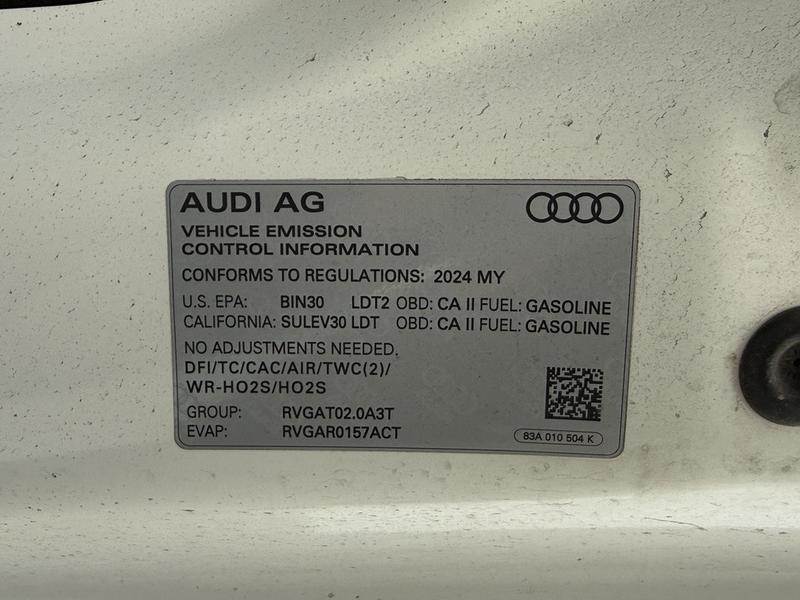 AUDI AG
VEHICLE EMISSION
CONTROL INFORMATION
CONFORMS TO REGULATIONS: 2024 MY
U.S. EPA: BIN30 LDT2 OBD: CA II FUEL: GASOLINE
CALIFORNIA: SULEV30 LDT OBD: CA II FUEL: GASOLINE
NO ADJUSTMENTS NEEDED.
DFI/TC/CAC/AIR/TWC(2)/
WR-HO2S/HO2S
GROUP: RVGAT02.0A3T
EVAP: RVGAR0157ACT
83A 010 504 K